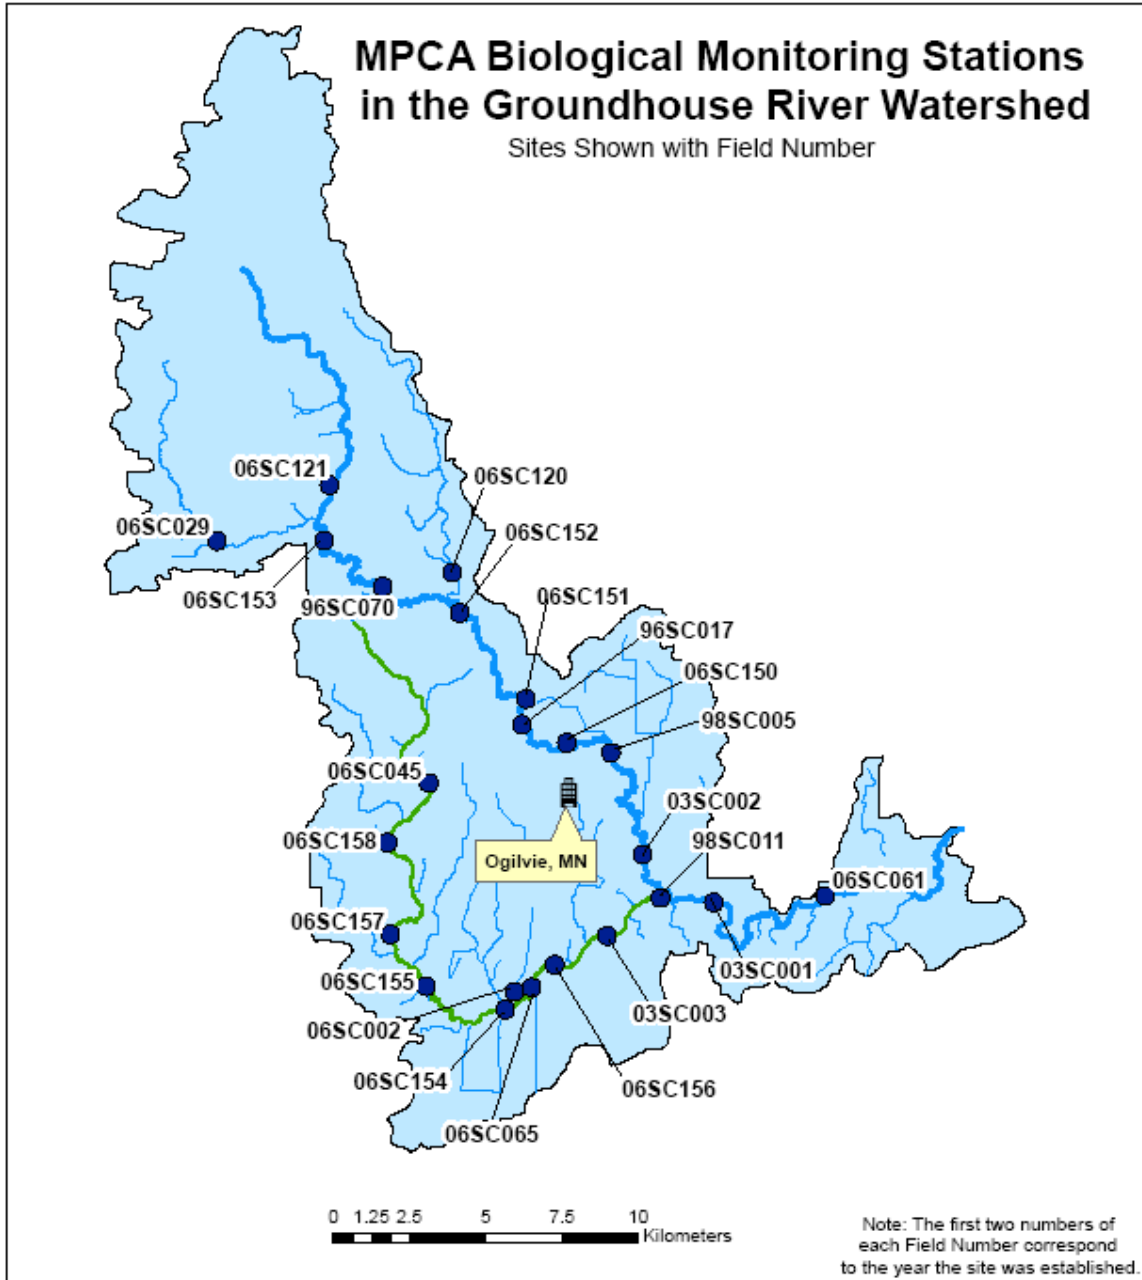 MPCA Biological Monitoring Stations
in the Groundhouse River Watershed
Sites Shown with Field Number
06SC121
06SC120
06SC029
06SC152
06SC153
96SC070
06SC151
96SC017
06SC150
98SC005
06SC045
03SC002
06SC158
98SC011
Ogilvie, MN
06SC061
06SC157
06SC155
03SC001
03SC003
06SC002
06SC154
06SC156
06SC065
0 1.25 2.5 5 7.5 10
Kilometers
Note: The first two numbers of
each Field Number correspond
to the year the site was established.